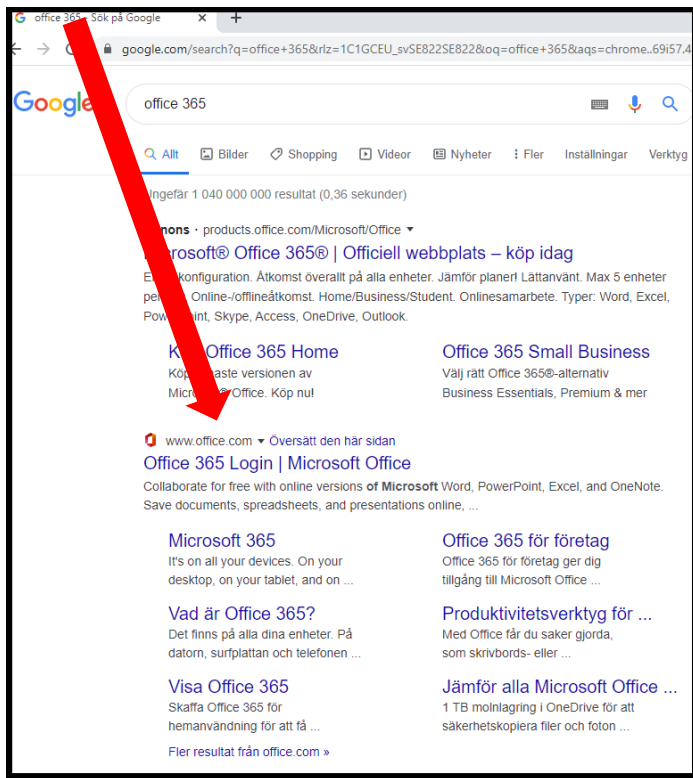 office 365 - Sök på Google
google.com/search?q=office+365&rlz=1C1GCEU_svSE822SE822&oq=office+365&aqs=chrome..69i57.4
Google
office 365
Allt Bilder Shopping Videor Nyheter Fler Inställningar Verktyg
Ungefär 1 040 000 000 resultat (0,36 sekunder)
Annons · products.office.com/Microsoft/Office
Microsoft® Office 365® | Officiell webbplats – köp idag
konfiguration. Åtkomst överallt på alla enheter. Jämför planer! Lättanvänt. Max 5 enheter
Online-/offlineåtkomst. Home/Business/Student. Onlinesamarbete. Typer: Word, Excel,
PowerPoint, Skype, Access, OneDrive, Outlook.
Office 365 Home
Office 365 Small Business
versionen av
Välj rätt Office 365®-alternativ
Microsoft Office. Köp nu!
Business Essentials, Premium & mer
www.office.com Översätt den här sidan
Office 365 Login | Microsoft Office
Collaborate for free with online versions of Microsoft Word, PowerPoint, Excel, and OneNote.
Save documents, spreadsheets, and presentations online, ...
Microsoft 365
Office 365 för företag
It's on all your devices. On your
Office 365 för företag ger dig
desktop, on your tablet, and on ...
tillgång till Microsoft Office ...
Vad är Office 365?
Produktivitetsverktyg för ...
Det finns på alla dina enheter. På
Med Office får du saker gjorda,
datorn, surfplattan och telefonen ...
som skrivbords- eller ...
Visa Office 365
Jämför alla Microsoft Office ...
Skaffa Office 365 för
1 TB molnlagring i OneDrive för att
hemanvändning för att få ...
säkerhetskopiera filer och foton ...
Fler resultat från office.com »